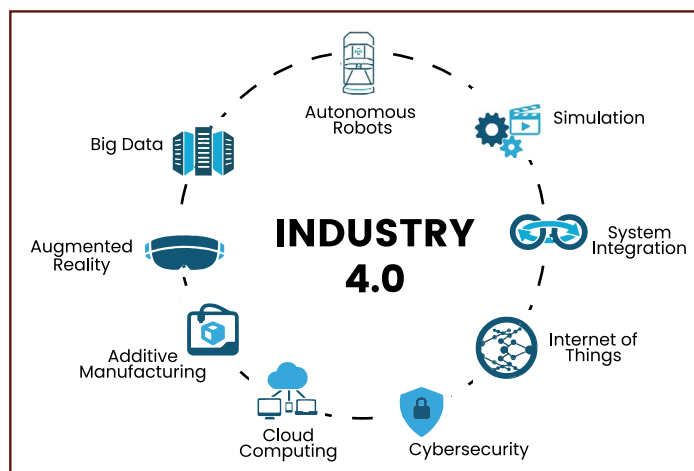 Autonomous
Robots
Simulation
Big Data
INDUSTRY
4.0
System
Integration
Augmented
Reality
Internet of
Things
Additive
Manufacturing
Cloud
Computing
Cybersecurity